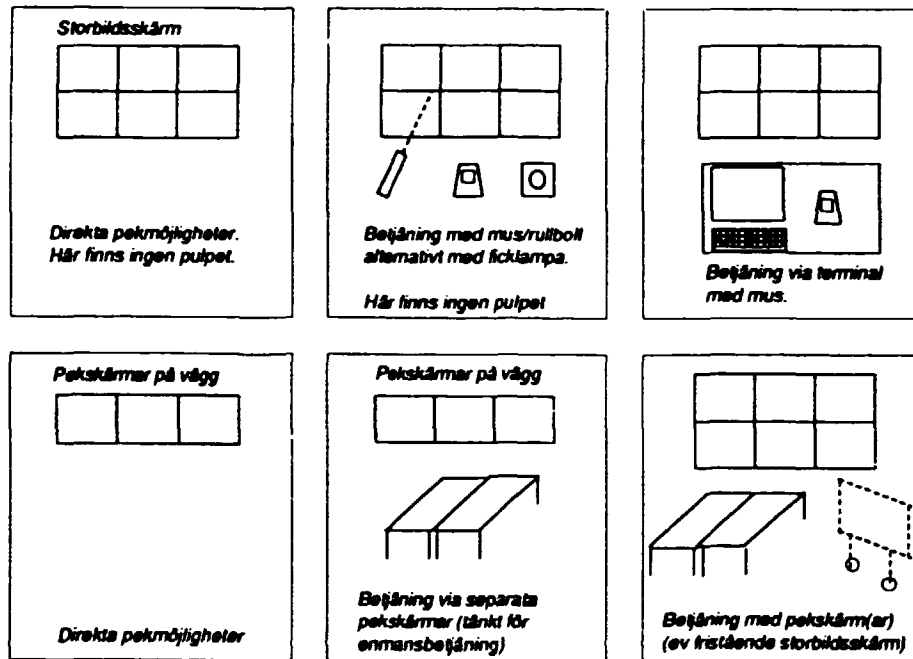 Storbildsskärm
Direkta pekmöjligheter.
Här finns ingen pulpet.
Betjäning med mus/rullboll
alternativt med ficklampa.
Här finns ingen pulpet
Betjäning via terminal
med mus.
Pekskärmar på vägg
Direkta pekmöjligheter
Pekskärmar på vägg
Betjäning via separata
pekskärmar (tänkt för
enmansbetjäning)
Betjäning med pekskärm(ar)
(ev fristående storbildsskärm)